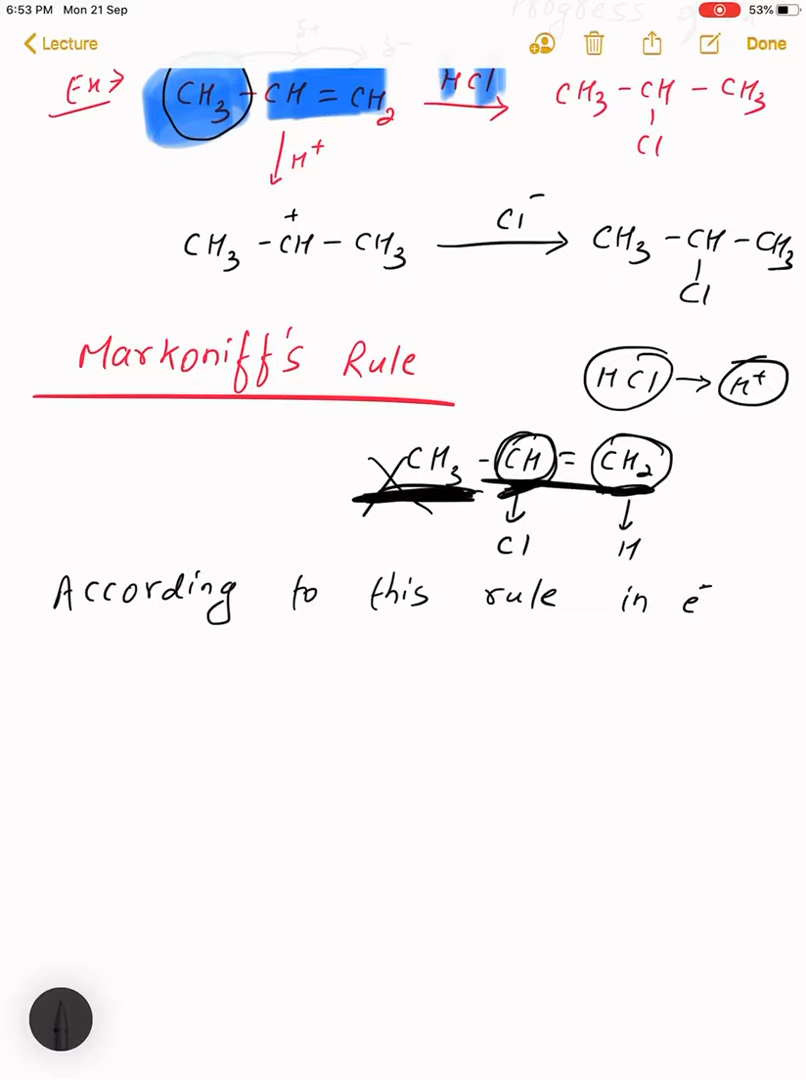 6:53 PM Mon 21 Sep 53%
Lecture Done
Ex→ CH3 - CH = CH2 HCl→ CH3 - CH - CH3
Cl
↓H+
CH3 - CH+ - CH3 Cl-→ CH3 - CH - CH3
Cl
Markoniff's Rule
HCl → H+
CH3 - CH = CH2
↓ ↓
Cl H
According to this rule in e-